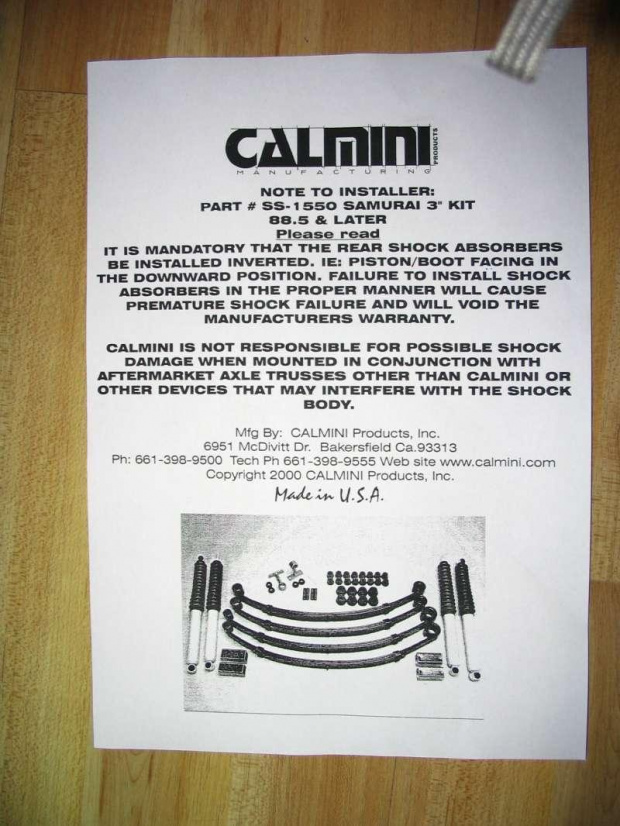 CALMINI
PRODUCTS
MANUFACTURING
NOTE TO INSTALLER:
PART # SS-1550 SAMURAI 3" KIT
88.5 & LATER
Please read
IT IS MANDATORY THAT THE REAR SHOCK ABSORBERS
BE INSTALLED INVERTED. IE: PISTON/BOOT FACING IN
THE DOWNWARD POSITION. FAILURE TO INSTALL SHOCK
ABSORBERS IN THE PROPER MANNER WILL CAUSE
PREMATURE SHOCK FAILURE AND WILL VOID THE
MANUFACTURERS WARRANTY.
CALMINI IS NOT RESPONSIBLE FOR POSSIBLE SHOCK
DAMAGE WHEN MOUNTED IN CONJUNCTION WITH
AFTERMARKET AXLE TRUSSES OTHER THAN CALMINI OR
OTHER DEVICES THAT MAY INTERFERE WITH THE SHOCK
BODY.
Mfg By: CALMINI Products, Inc.
6951 McDivitt Dr. Bakersfield Ca.93313
Ph: 661-398-9500 Tech Ph 661-398-9555 Web site www.calmini.com
Copyright 2000 CALMINI Products, Inc.
Made in U.S.A.